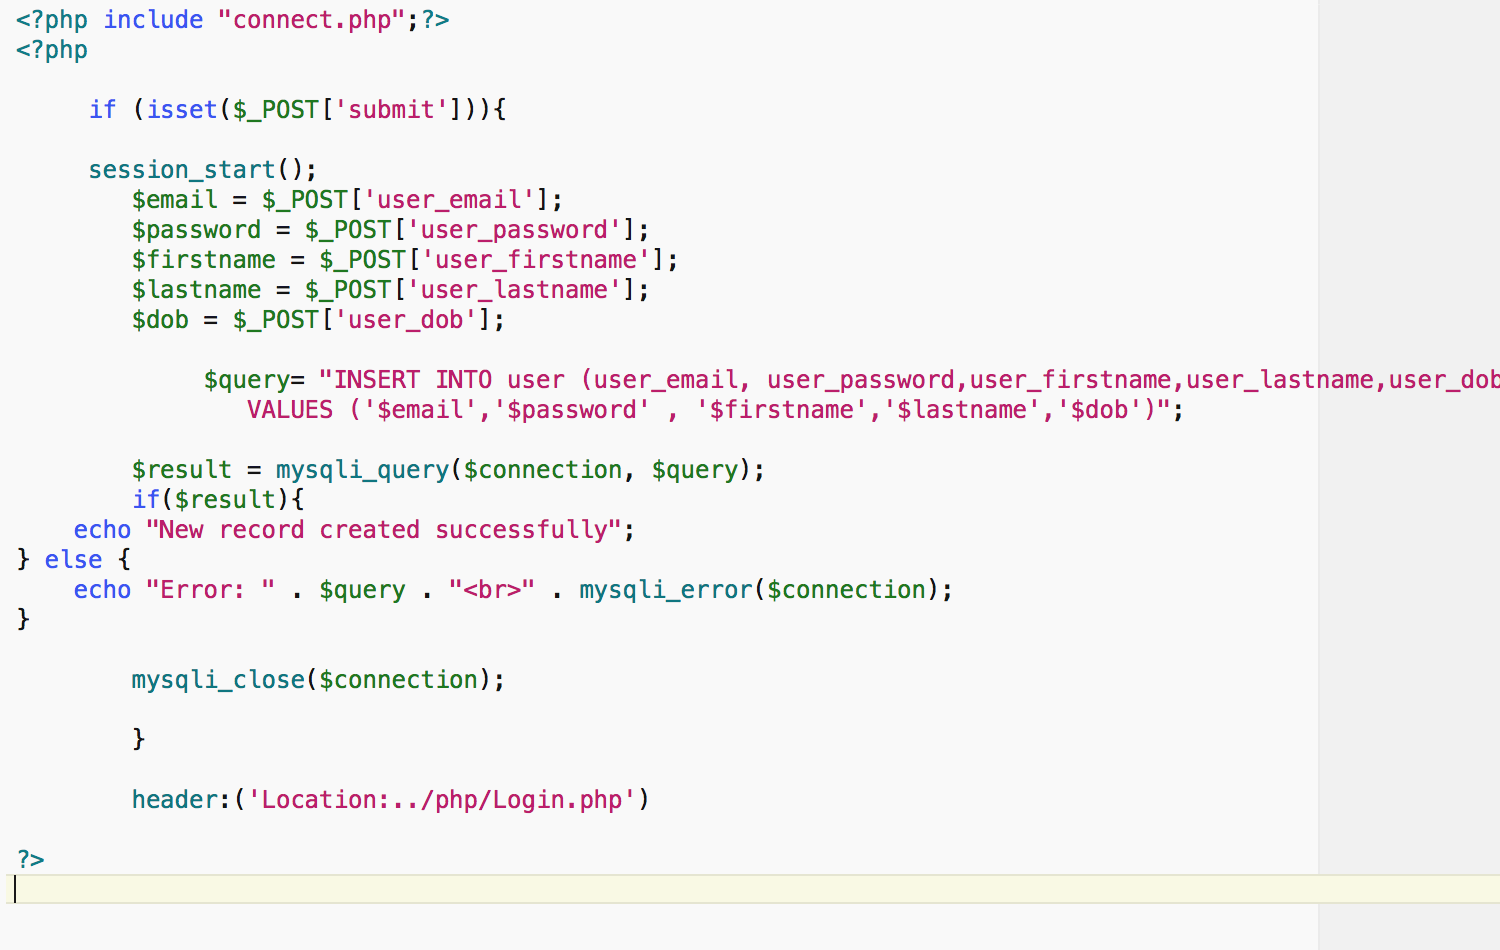 <?php include "connect.php";?>
<?php
if (isset($_POST['submit'])){
session_start();
$email = $_POST['user_email'];
$password = $_POST['user_password'];
$firstname = $_POST['user_firstname'];
$lastname = $_POST['user_lastname'];
$dob = $_POST['user_dob'];
$query= "INSERT INTO user (user_email, user_password,user_firstname,user_lastname,user_dob
VALUES ('$email','$password' , '$firstname','$lastname','$dob')";
$result = mysqli_query($connection, $query);
if($result){
echo "New record created successfully";
} else {
echo "Error: " . $query . "<br>" . mysqli_error($connection);
}
mysqli_close($connection);
}
header:('Location:../php/Login.php')
?>